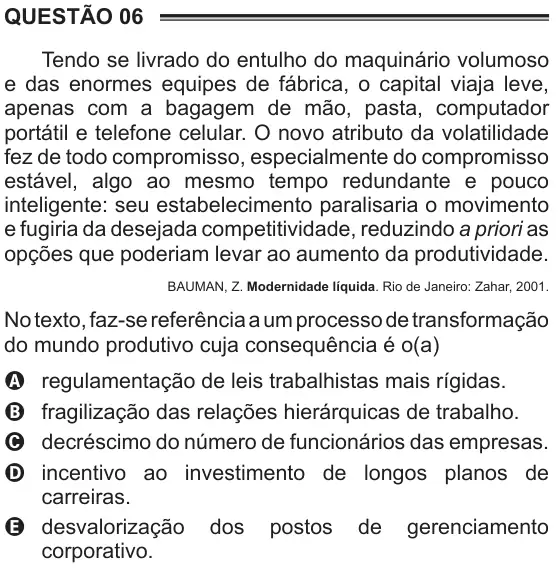 QUESTÃO 06
Tendo se livrado do entulho do maquinário volumoso
e das enormes equipes de fábrica, o capital viaja leve,
apenas com a bagagem de mão, pasta, computador
portátil e telefone celular. O novo atributo da volatilidade
fez de todo compromisso, especialmente do compromisso
estável, algo ao mesmo tempo redundante e pouco
inteligente: seu estabelecimento paralisaria o movimento
e fugiria da desejada competitividade, reduzindo a priori as
opções que poderiam levar ao aumento da produtividade.
BAUMAN, Z. Modernidade líquida. Rio de Janeiro: Zahar, 2001.
No texto, faz-se referência a um processo de transformação
do mundo produtivo cuja consequência é o(a)
A regulamentação de leis trabalhistas mais rígidas.
B fragilização das relações hierárquicas de trabalho.
C decréscimo do número de funcionários das empresas.
D incentivo ao investimento de longos planos de
carreiras.
E desvalorização dos postos de gerenciamento
corporativo.